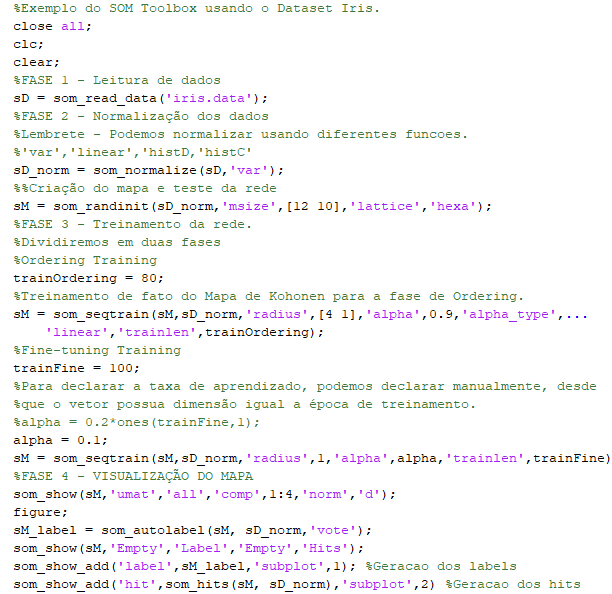 %Exemplo do SOM Toolbox usando o Dataset Iris.
close all;
clc;
clear;
%FASE 1 - Leitura de dados
sD = som_read_data('iris.data');
%FASE 2 - Normalização dos dados
%Lembrete - Podemos normalizar usando diferentes funcoes.
%'var','linear','histD,'histC'
sD_norm = som_normalize(sD,'var');
%%Criação do mapa e teste da rede
sM = som_randinit(sD_norm,'msize',[12 10],'lattice','hexa');
%FASE 3 - Treinamento da rede.
%Dividiremos em duas fases
%Ordering Training
trainOrdering = 80;
%Treinamento de fato do Mapa de Kohonen para a fase de Ordering.
sM = som_seqtrain(sM,sD_norm,'radius',[4 1],'alpha',0.9,'alpha_type',...
    'linear','trainlen',trainOrdering);
%Fine-tuning Training
trainFine = 100;
%Para declarar a taxa de aprendizado, podemos declarar manualmente, desde
%que o vetor possua dimensão igual a época de treinamento.
%alpha = 0.2*ones(trainFine,1);
alpha = 0.1;
sM = som_seqtrain(sM,sD_norm,'radius',1,'alpha',alpha,'trainlen',trainFine)
%FASE 4 - VISUALIZAÇÃO DO MAPA
som_show(sM,'umat','all','comp',1:4,'norm','d');
figure;
sM_label = som_autolabel(sM, sD_norm,'vote');
som_show(sM,'Empty','Label','Empty','Hits');
som_show_add('label',sM_label,'subplot',1); %Geracao dos labels
som_show_add('hit',som_hits(sM, sD_norm),'subplot',2) %Geracao dos hits